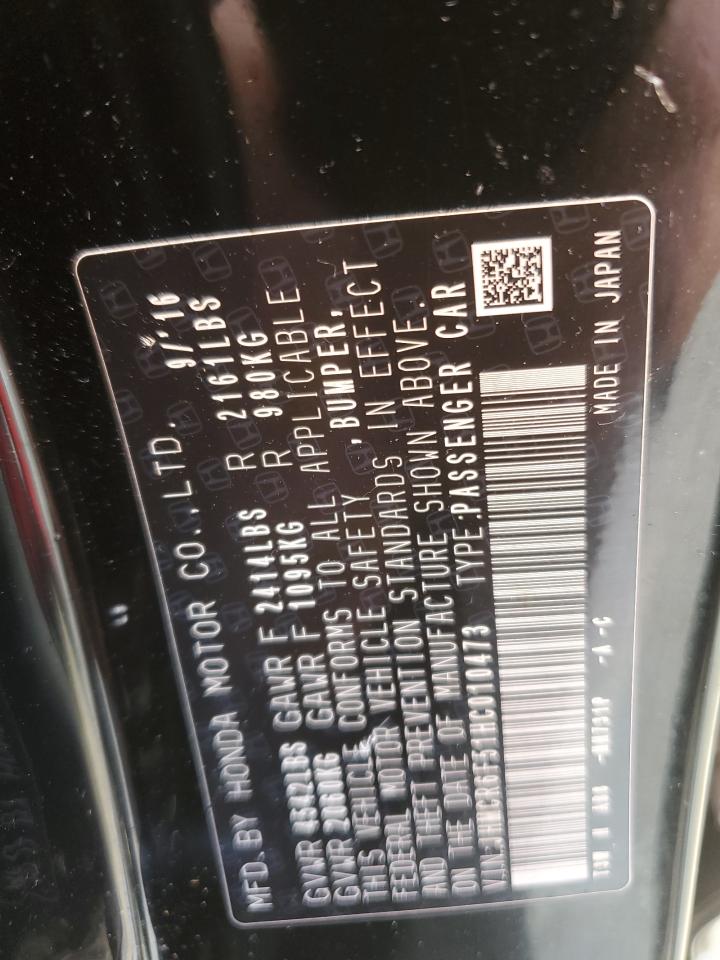 MFD. BY HONDA MOTOR CO.,LTD. 9/'16
GVWR GAWR F 2414LBS R 2161LBS
GVWR GAWR F 1095KG R 980KG
THIS VEHICLE CONFORMS TO ALL APPLICABLE
FEDERAL MOTOR VEHICLE SAFETY ,BUMPER,
AND THEFT PREVENTION STANDARDS IN EFFECT
ON THE DATE OF MANUFACTURE SHOWN ABOVE.
V.I.N.: TYPE:PASSENGER CAR
-A -C
MADE IN JAPAN